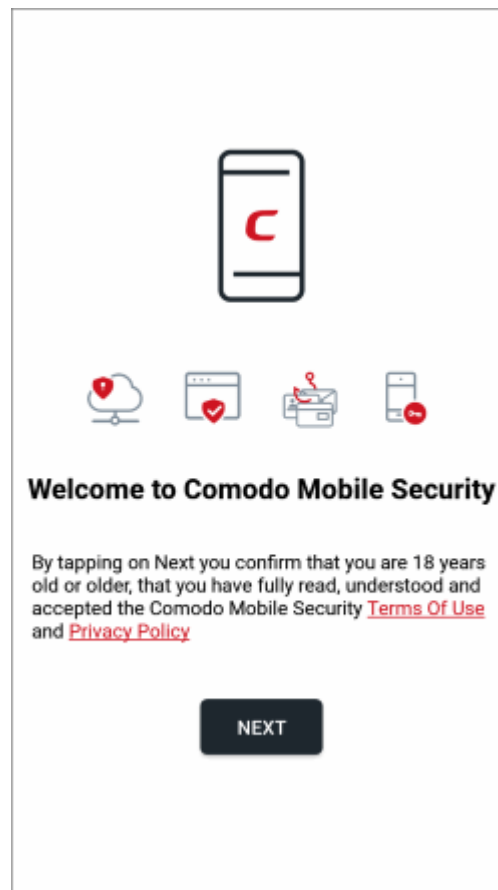 C
Welcome to Comodo Mobile Security
By tapping on Next you confirm that you are 18 years
old or older, that you have fully read, understood and
accepted the Comodo Mobile Security Terms Of Use
and Privacy Policy
NEXT